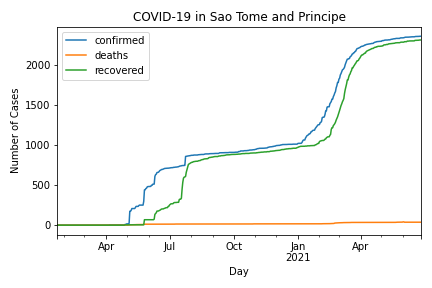 COVID-19 in Sao Tome and Principe
confirmed
deaths
recovered
Number of Cases
2000
1500
1000
500
0
Apr
Jul
Oct
Jan
2021
Apr
Day